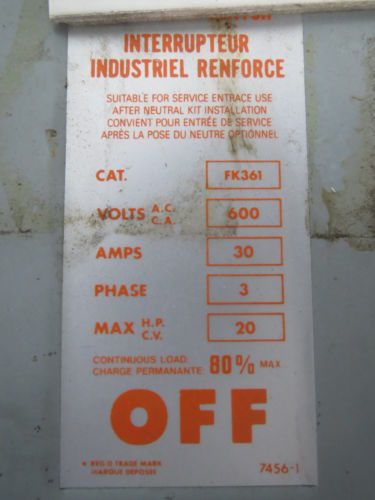 INTERRUPTEUR
INDUSTRIEL RENFORCE
SUITABLE FOR SERVICE ENTRACE USE
AFTER NEUTRAL KIT INSTALLATION
CONVIENT POUR ENTRÉE DE SERVICE
APRÈS LA POSE DU NEUTRE OPTIONNEL
CAT. FK361
VOLTS A.C. C.A. 600
AMPS 30
PHASE 3
MAX H.P. C.V. 20
CONTINUOUS LOAD:
CHARGE PERMANANTE: 80% MAX
OFF
* REG D TRADE MARK
MARQUE DEPOSEE
7456-1